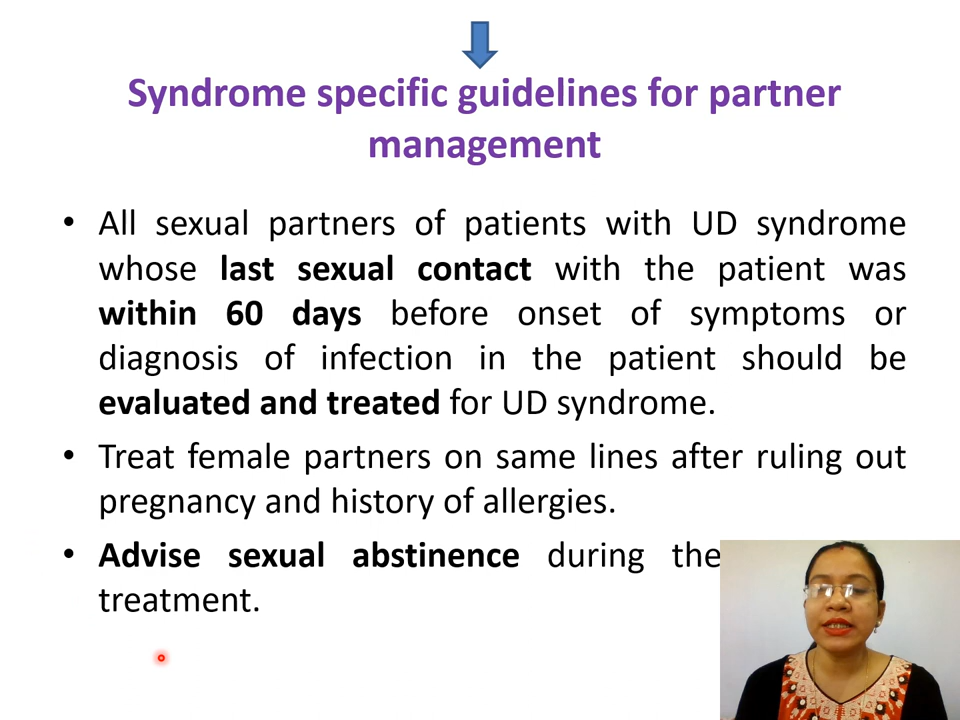 Syndrome specific guidelines for partner
management
• All sexual partners of patients with UD syndrome
whose last sexual contact with the patient was
within 60 days before onset of symptoms or
diagnosis of infection in the patient should be
evaluated and treated for UD syndrome.
• Treat female partners on same lines after ruling out
pregnancy and history of allergies.
• Advise sexual abstinence during the
treatment.